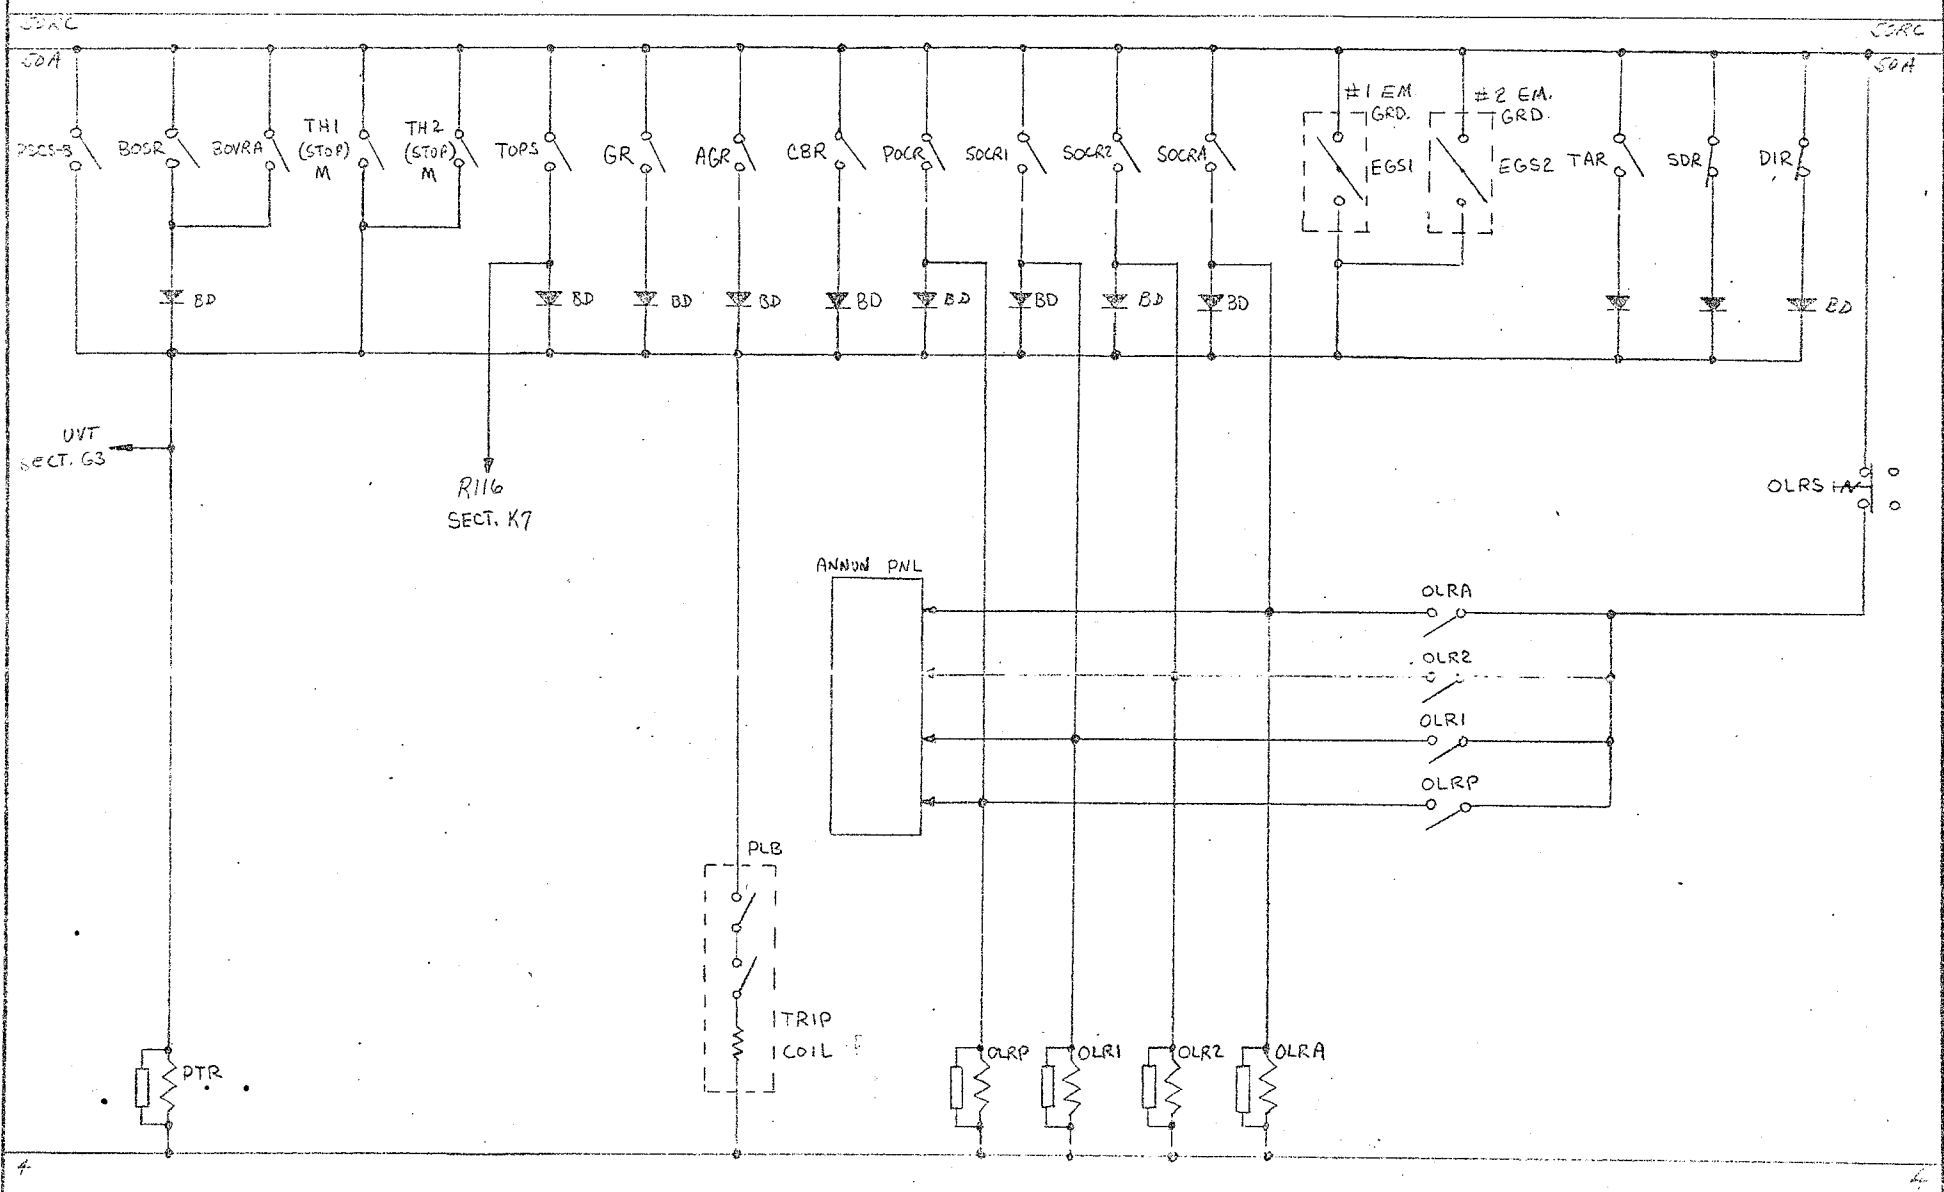 50RC
50RC
50A
50A
#1 EM.
GRD.
#2 EM.
GRD.
PSCS-B
BOSR
BOVRA
TH1
(STOP)
M
TH2
(STOP)
M
TOPS
GR
AGR
CBR
POCR
SOCR1
SOCR2
SOCRA
EGS1
EGS2
TAR
SDR
DIR
BD
BD
BD
BD
BD
BD
BD
BD
BD
BD
UVT
SECT. G3
R116
SECT. K7
OLRS
ANNUN PNL
OLRA
OLR2
OLR1
OLRP
PLB
TRIP
COIL
PTR
OLRP
OLR1
OLR2
OLRA
4
4